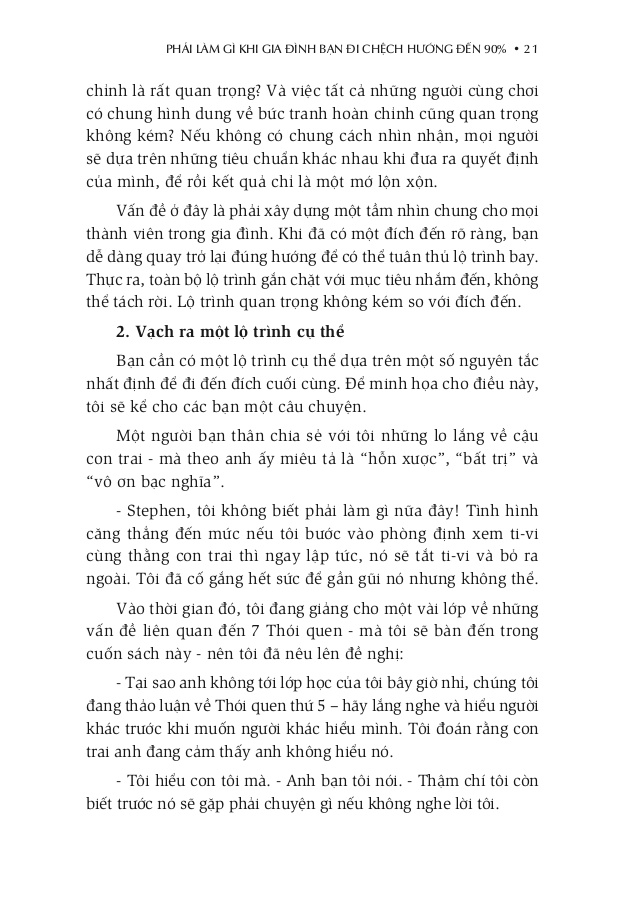 PHẢI LÀM GÌ KHI GIA ĐÌNH BẠN ĐI CHỆCH HƯỚNG ĐẾN 90% • 21
chỉnh là rất quan trọng? Và việc tất cả những người cùng chơi
có chung hình dung về bức tranh hoàn chỉnh cũng quan trọng
không kém? Nếu không có chung cách nhìn nhận, mọi người
sẽ dựa trên những tiêu chuẩn khác nhau khi đưa ra quyết định
của mình, để rồi kết quả chỉ là một mớ lộn xộn.
Vấn đề ở đây là phải xây dựng một tầm nhìn chung cho mọi
thành viên trong gia đình. Khi đã có một đích đến rõ ràng, bạn
dễ dàng quay trở lại đúng hướng để có thể tuân thủ lộ trình bay.
Thực ra, toàn bộ lộ trình gắn chặt với mục tiêu nhắm đến, không
thể tách rời. Lộ trình quan trọng không kém so với đích đến.
2. Vạch ra một lộ trình cụ thể
Bạn cần có một lộ trình cụ thể dựa trên một số nguyên tắc
nhất định để đi đến đích cuối cùng. Để minh họa cho điều này,
tôi sẽ kể cho các bạn một câu chuyện.
Một người bạn thân chia sẻ với tôi những lo lắng về cậu
con trai - mà theo anh ấy miêu tả là “hỗn xược”, “bất trị” và
“vô ơn bạc nghĩa”.
- Stephen, tôi không biết phải làm gì nữa đây! Tình hình
căng thẳng đến mức nếu tôi bước vào phòng định xem ti-vi
cùng thằng con trai thì ngay lập tức, nó sẽ tắt ti-vi và bỏ ra
ngoài. Tôi đã cố gắng hết sức để gần gũi nó nhưng không thể.
Vào thời gian đó, tôi đang giảng cho một vài lớp về những
vấn đề liên quan đến 7 Thói quen - mà tôi sẽ bàn đến trong
cuốn sách này - nên tôi đã nêu lên đề nghị:
- Tại sao anh không tới lớp học của tôi bây giờ nhỉ, chúng tôi
đang thảo luận về Thói quen thứ 5 – hãy lắng nghe và hiểu người
khác trước khi muốn người khác hiểu mình. Tôi đoán rằng con
trai anh đang cảm thấy anh không hiểu nó.
- Tôi hiểu con tôi mà. - Anh bạn tôi nói. - Thậm chí tôi còn
biết trước nó sẽ gặp phải chuyện gì nếu không nghe lời tôi.